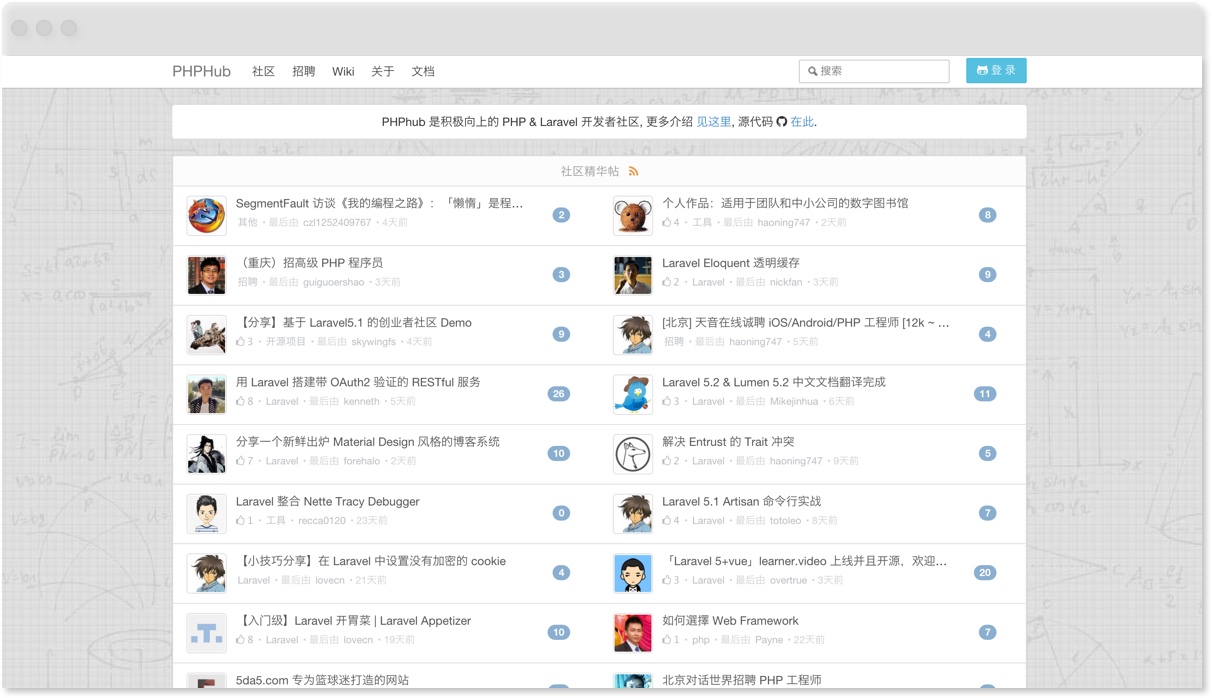 PHPHub 社区 招聘 Wiki 关于 文档 搜索 登 录
PHPhub 是积极向上的 PHP & Laravel 开发者社区, 更多介绍 见这里, 源代码 在此.
社区精华帖
SegmentFault 访谈《我的编程之路》：「懒惰」是程... 2
其他 • 最后由 czl1252409767 • 4天前
个人作品：适用于团队和中小公司的数字图书馆 8
4 • 工具 • 最后由 haoning747 • 2天前
（重庆）招高级 PHP 程序员 3
招聘 • 最后由 guiguoershao • 3天前
Laravel Eloquent 透明缓存 9
2 • Laravel • 最后由 nickfan • 3天前
【分享】基于 Laravel5.1 的创业者社区 Demo 9
3 • 开源项目 • 最后由 skywingfs • 4天前
[北京] 天音在线诚聘 iOS/Android/PHP 工程师 [12k ~ ... 4
招聘 • 最后由 haoning747 • 5天前
用 Laravel 搭建带 OAuth2 验证的 RESTful 服务 26
8 • Laravel • 最后由 kenneth • 5天前
Laravel 5.2 & Lumen 5.2 中文文档翻译完成 11
3 • Laravel • 最后由 Mikejinhua • 6天前
分享一个新鲜出炉 Material Design 风格的博客系统 10
7 • Laravel • 最后由 forehalo • 2天前
解决 Entrust 的 Trait 冲突 5
2 • Laravel • 最后由 haoning747 • 9天前
Laravel 整合 Nette Tracy Debugger 0
1 • 工具 • recca0120 • 23天前
Laravel 5.1 Artisan 命令行实战 7
4 • Laravel • 最后由 totoleo • 8天前
【小技巧分享】在 Laravel 中设置没有加密的 cookie 4
Laravel • 最后由 lovecn • 21天前
「Laravel 5+vue」learner.video 上线并且开源，欢迎... 20
3 • Laravel • 最后由 overtrue • 3天前
【入门级】Laravel 开胃菜 | Laravel Appetizer 10
8 • Laravel • 最后由 lovecn • 19天前
如何選擇 Web Framework 7
1 • php • 最后由 Payne • 22天前
5da5.com 专为篮球迷打造的网站
北京对话世界招聘 PHP 工程师